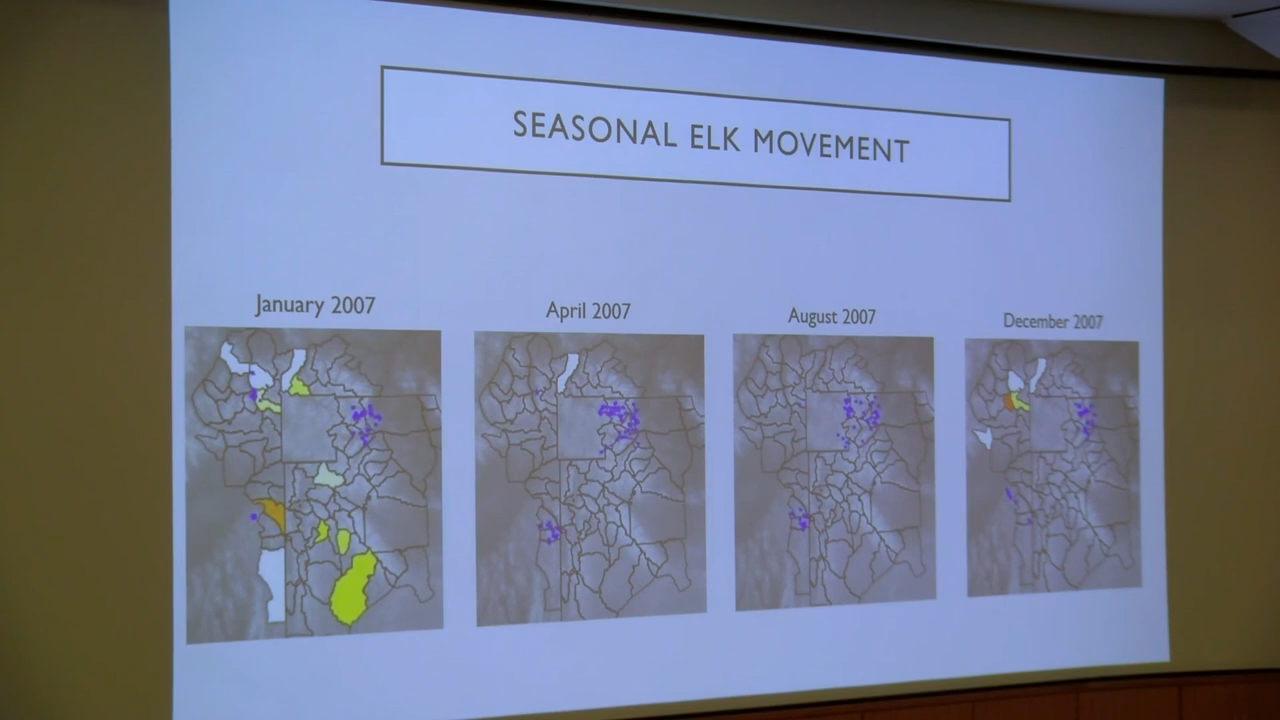 SEASONAL ELK MOVEMENT
January 2007
April 2007
August 2007
December 2007